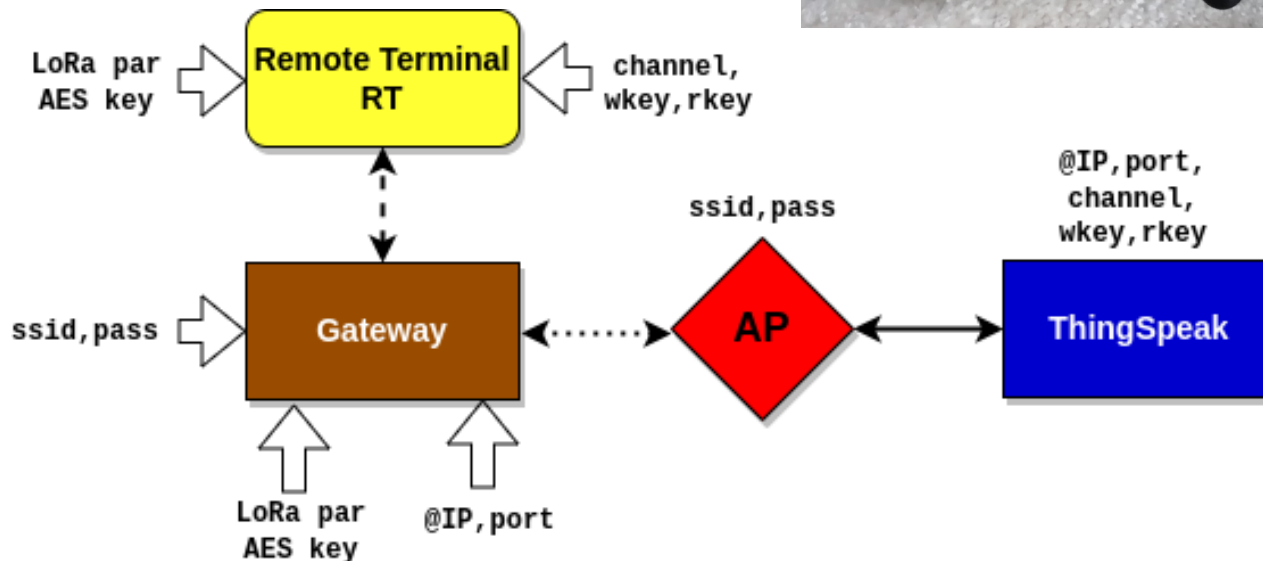 LoRa par
AES key
Remote Terminal
RT
channel,
wkey,rkey
@IP,port,
channel,
wkey,rkey
ssid,pass
ssid,pass
Gateway
AP
ThingSpeak
LoRa par
AES key
@IP,port